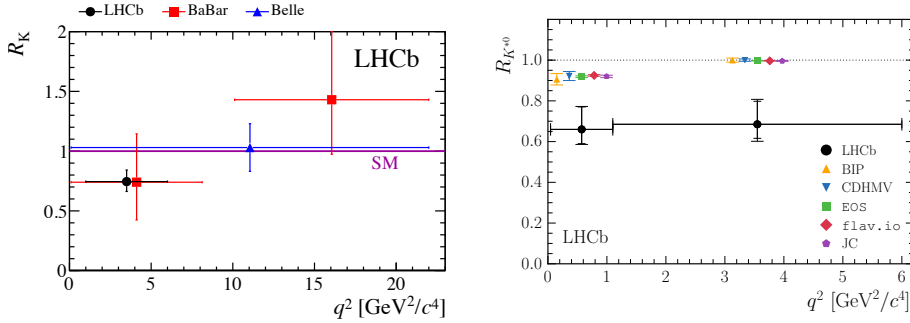 LHCb BaBar Belle
R_K
LHCb
SM
2
1.5
1
0.5
0
0 5 10 15 20
q² [GeV²/c⁴]
R_{K*0}
1.0
0.8
0.6
0.4
0.2
0.0
LHCb
BIP
CDHMV
EOS
flav.io
JC
LHCb
0 1 2 3 4 5 6
q² [GeV²/c⁴]